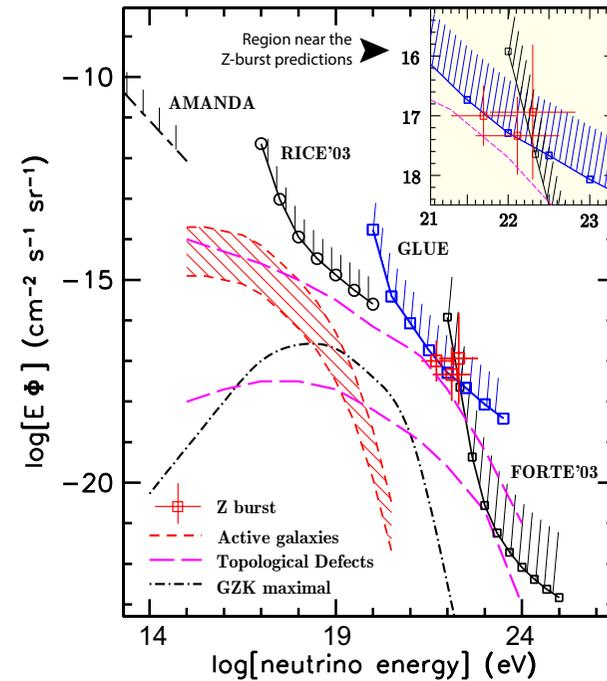 Region near the
Z-burst predictions
16
17
18
21
22
23
−10
−15
−20
AMANDA
RICE'03
GLUE
FORTE'03
Z burst
Active galaxies
Topological Defects
GZK maximal
14
19
24
log[neutrino energy] (eV)
log[E Φ] (cm⁻² s⁻¹ sr⁻¹)